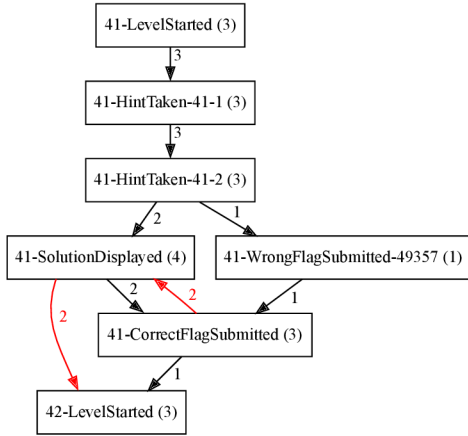 41-LevelStarted (3)
3
41-HintTaken-41-1 (3)
3
41-HintTaken-41-2 (3)
2
1
41-SolutionDisplayed (4)
41-WrongFlagSubmitted-49357 (1)
2
2
2
1
41-CorrectFlagSubmitted (3)
1
42-LevelStarted (3)